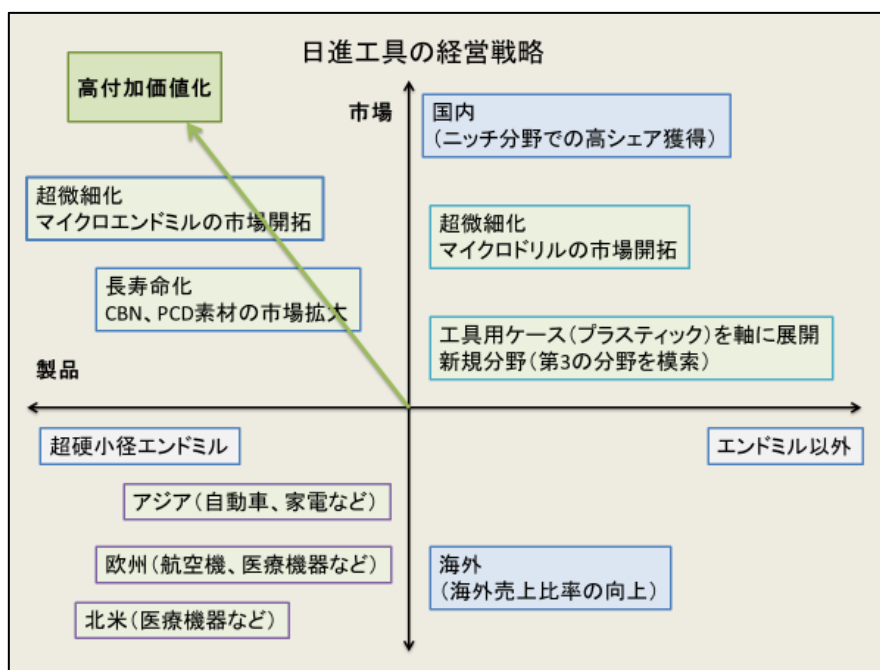 日進工具の経営戦略
高付加価値化
市場
国内
(ニッチ分野での高シェア獲得)
超微細化
マイクロエンドミルの市場開拓
超微細化
マイクロドリルの市場開拓
長寿命化
CBN、PCD素材の市場拡大
工具用ケース(プラスティック)を軸に展開
新規分野(第3の分野を模索)
製品
超硬小径エンドミル
エンドミル以外
アジア(自動車、家電など)
欧州(航空機、医療機器など)
北米(医療機器など)
海外
(海外売上比率の向上)